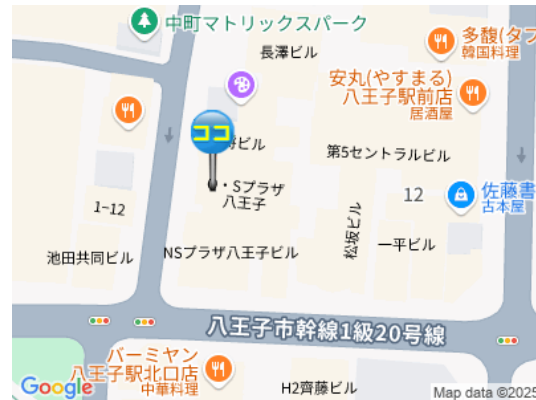 中町マトリックスパーク
長澤ビル
多馥(タフ
韓国料理
安丸(やすまる)
八王子駅前店
居酒屋
ココ
ビル
第5セントラルビル
・Sプラザ
八王子
12
佐藤書
古本屋
1-12
松坂ビル
一平ビル
池田共同ビル
NSプラザ八王子ビル
八王子市幹線1級20号線
バーミヤン
八王子駅北口店
中華料理
H2齊藤ビル
Google
Map data ©2025